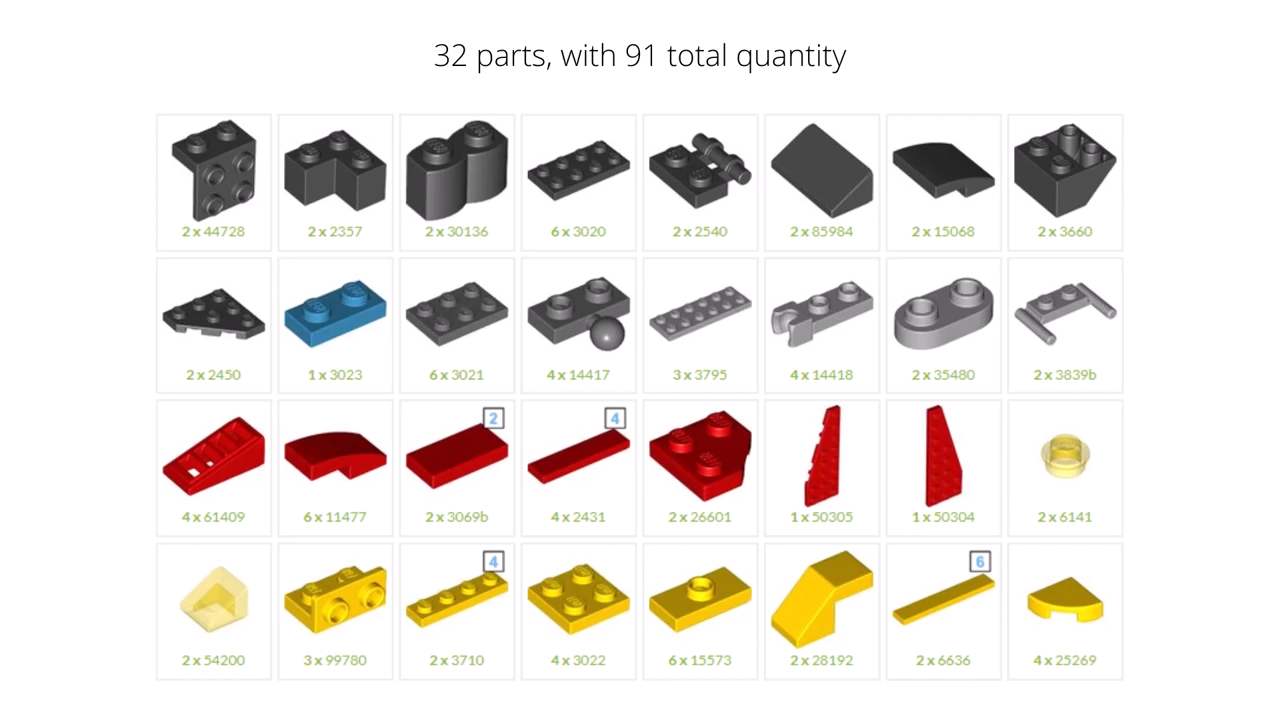 32 parts, with 91 total quantity
2 x 44728 2 x 2357 2 x 30136 6 x 3020 2 x 2540 2 x 85984 2 x 15068 2 x 3660
2 x 2450 1 x 3023 6 x 3021 4 x 14417 3 x 3795 4 x 14418 2 x 35480 2 x 3839b
2 4
4 x 61409 6 x 11477 2 x 3069b 4 x 2431 2 x 26601 1 x 50305 1 x 50304 2 x 6141
4 6
2 x 54200 3 x 99780 2 x 3710 4 x 3022 6 x 15573 2 x 28192 2 x 6636 4 x 25269